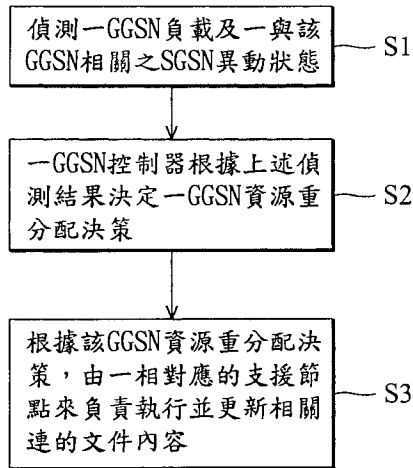 偵測一GGSN負載及一與該
GGSN相關之SGSN異動狀態
S1
一GGSN控制器根據上述偵
測結果決定一GGSN資源重
分配決策
S2
根據該GGSN資源重分配決
策，由一相對應的支援節
點來負責執行並更新相關
連的文件內容
S3